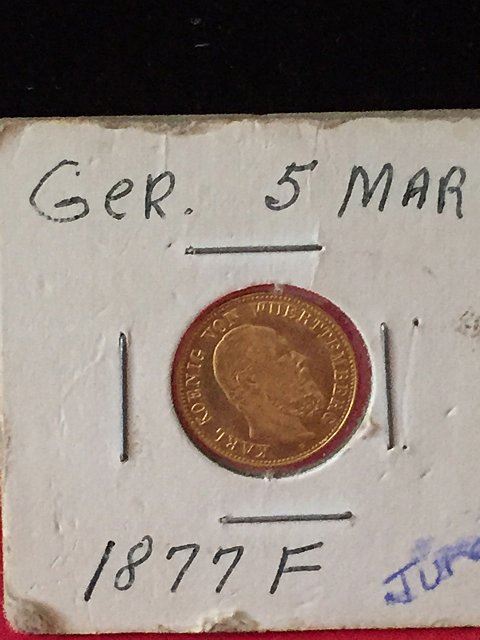 GeR. 5 MAR
KARL KOENIG VON WUERTTEMBERG
F
1877 F